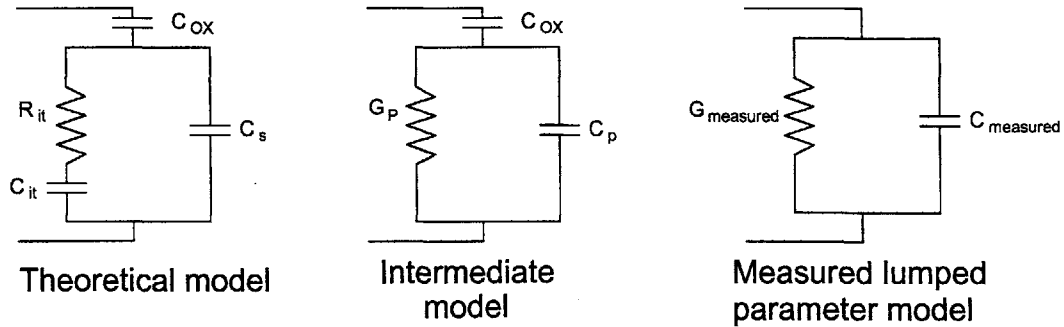 C_OX
R_it
C_s
C_it
Theoretical model
C_OX
G_P
C_p
Intermediate
model
G_measured
C_measured
Measured lumped
parameter model